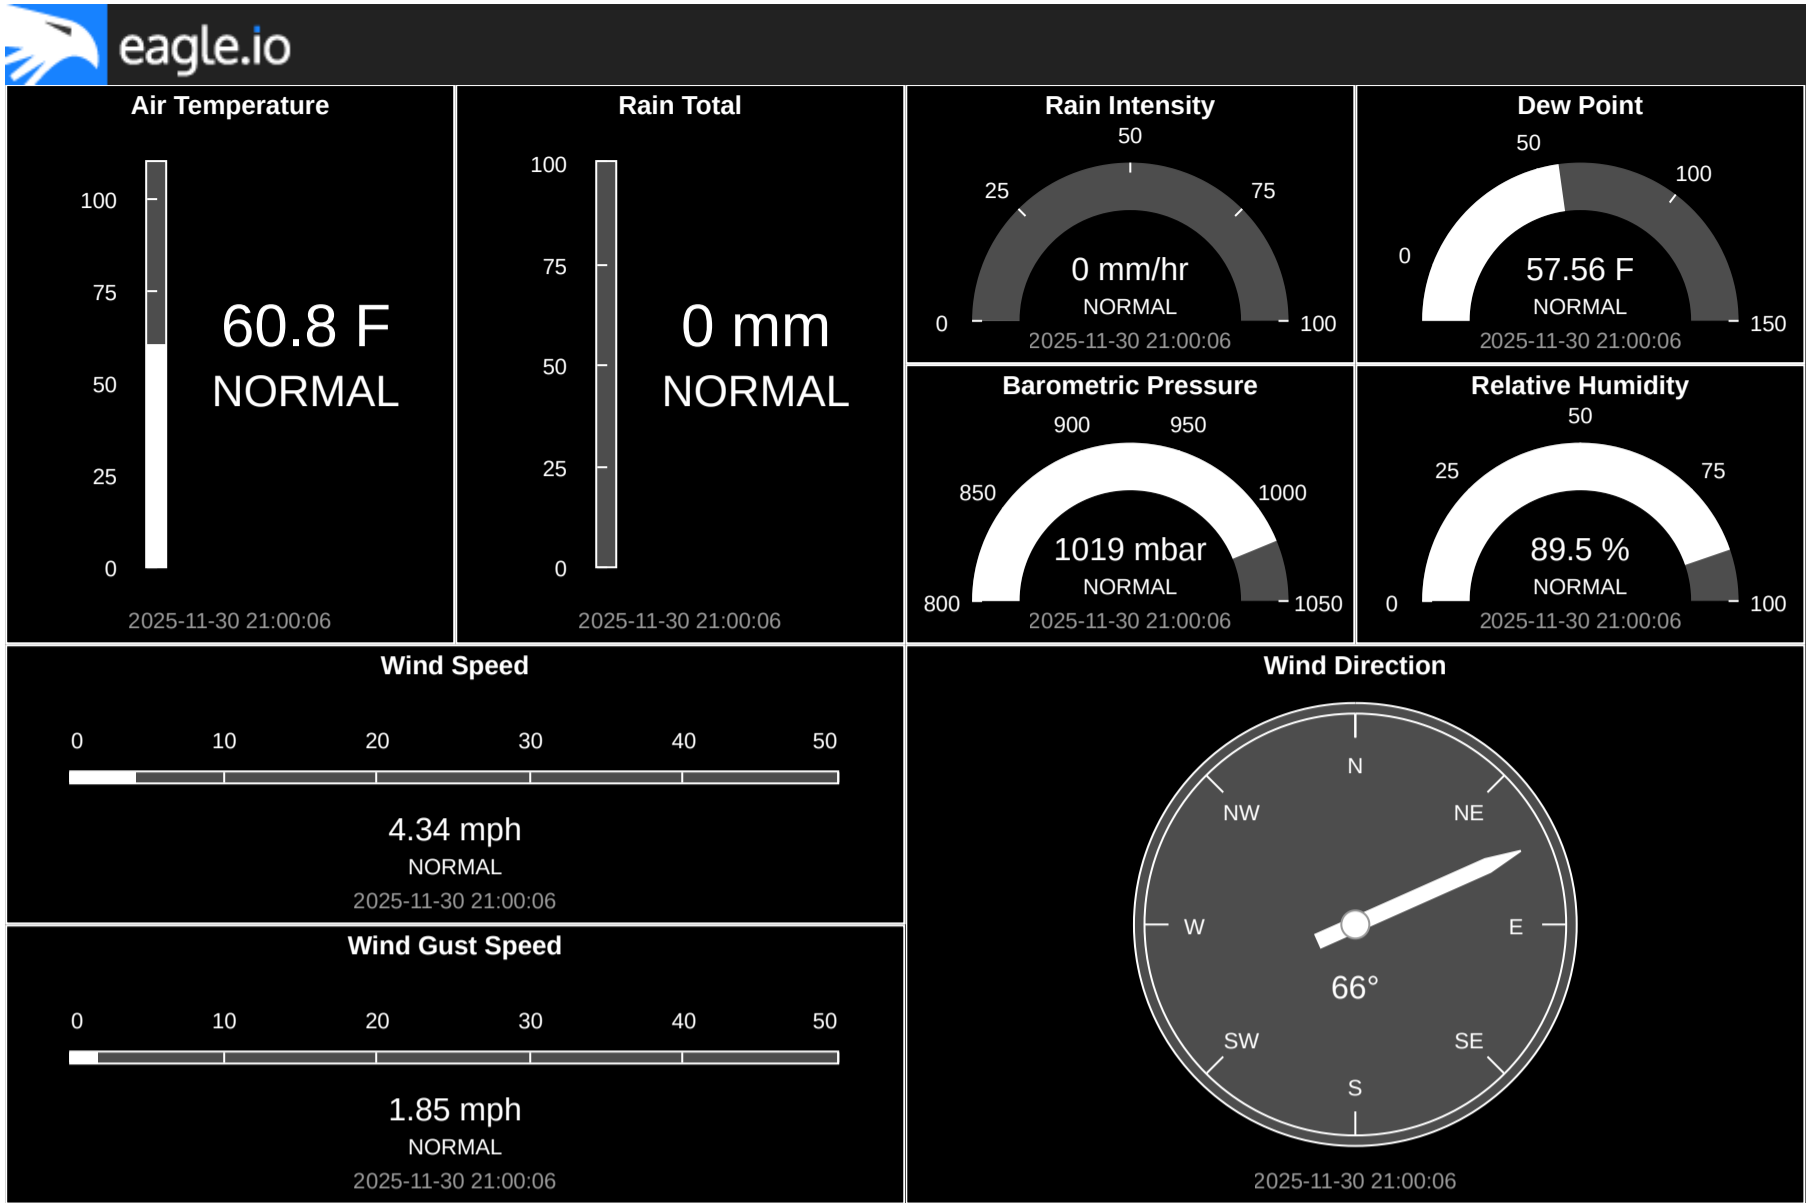 eagle.io
Air Temperature
100
75
50
25
0
60.8 F
NORMAL
2025-11-30 21:00:06
Rain Total
100
75
50
25
0
0 mm
NORMAL
2025-11-30 21:00:06
Rain Intensity
50
25
75
0
100
0 mm/hr
NORMAL
2025-11-30 21:00:06
Dew Point
50
100
0
150
57.56 F
NORMAL
2025-11-30 21:00:06
Barometric Pressure
900
950
850
1000
800
1050
1019 mbar
NORMAL
2025-11-30 21:00:06
Relative Humidity
50
25
75
0
100
89.5 %
NORMAL
2025-11-30 21:00:06
Wind Speed
0 10 20 30 40 50
4.34 mph
NORMAL
2025-11-30 21:00:06
Wind Gust Speed
0 10 20 30 40 50
1.85 mph
NORMAL
2025-11-30 21:00:06
Wind Direction
N
NW NE
W E
66°
SW SE
S
2025-11-30 21:00:06